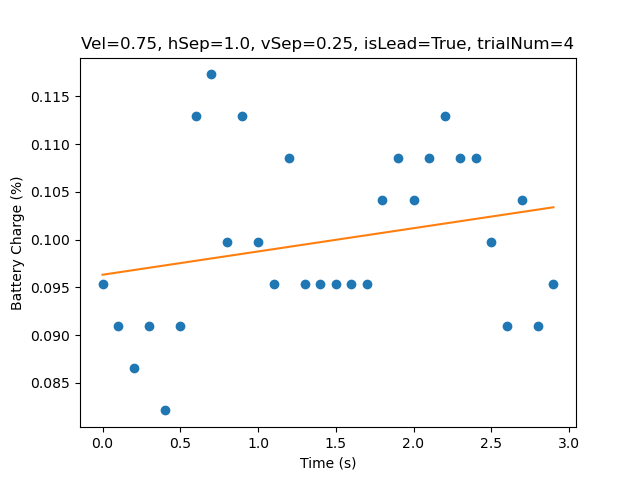 Vel=0.75, hSep=1.0, vSep=0.25, isLead=True, trialNum=4
0.115
0.110
0.105
0.100
0.095
0.090
0.085
Battery Charge (%)
0.0 0.5 1.0 1.5 2.0 2.5 3.0
Time (s)